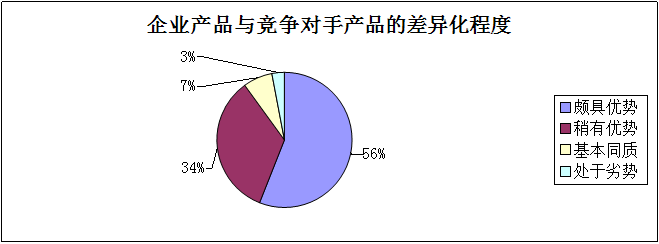 企业产品与竞争对手产品的差异化程度
3%
7%
34%
56%
颇具优势
稍有优势
基本同质
处于劣势